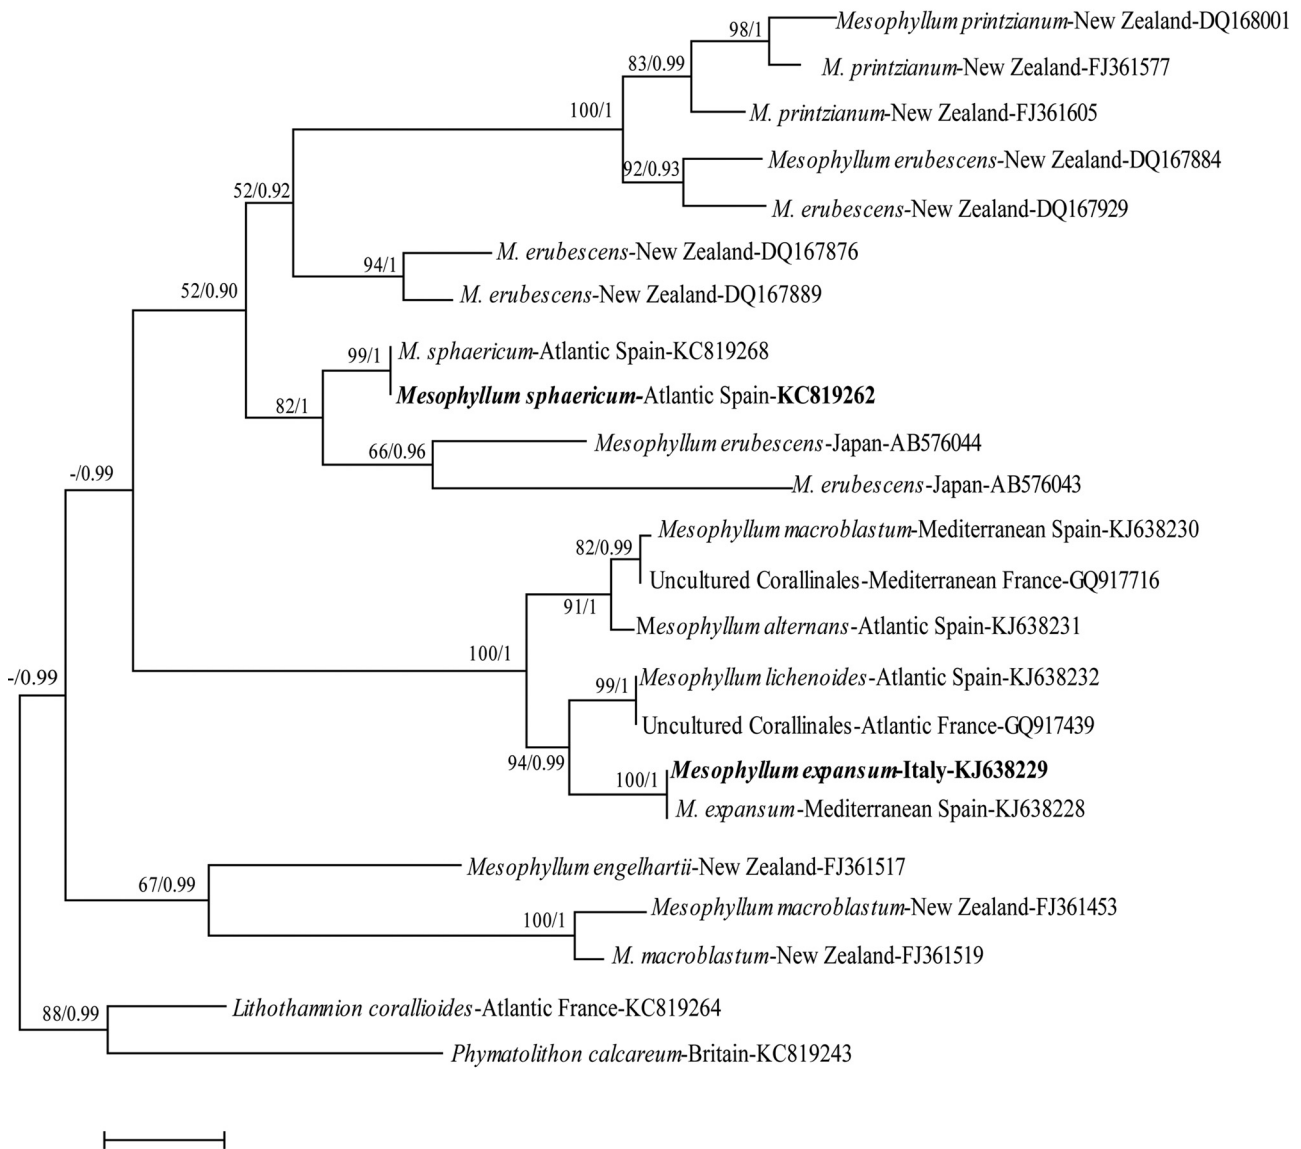 Mesophyllum printzianum-New Zealand-DQ168001
98/1
83/0.99
M. printzianum-New Zealand-FJ361577
100/1
M. printzianum-New Zealand-FJ361605
Mesophyllum erubescens-New Zealand-DQ167884
92/0.93
52/0.92
M. erubescens-New Zealand-DQ167929
M. erubescens-New Zealand-DQ167876
94/1
52/0.90
M. erubescens-New Zealand-DQ167889
M. sphaericum-Atlantic Spain-KC819268
99/1
Mesophyllum sphaericum-Atlantic Spain-KC819262
82/1
Mesophyllum erubescens-Japan-AB576044
66/0.96
-/0.99
M. erubescens-Japan-AB576043
Mesophyllum macroblastum-Mediterranean Spain-KJ638230
82/0.99
Uncultured Corallinales-Mediterranean France-GQ917716
91/1
Mesophyllum alternans-Atlantic Spain-KJ638231
100/1
-/0.99
Mesophyllum lichenoides-Atlantic Spain-KJ638232
99/1
Uncultured Corallinales-Atlantic France-GQ917439
94/0.99
Mesophyllum expansum-Italy-KJ638229
100/1
M. expansum-Mediterranean Spain-KJ638228
Mesophyllum engelhartii-New Zealand-FJ361517
67/0.99
Mesophyllum macroblastum-New Zealand-FJ361453
100/1
M. macroblastum-New Zealand-FJ361519
Lithothamnion corallioides-Atlantic France-KC819264
88/0.99
Phymatolithon calcareum-Britain-KC819243